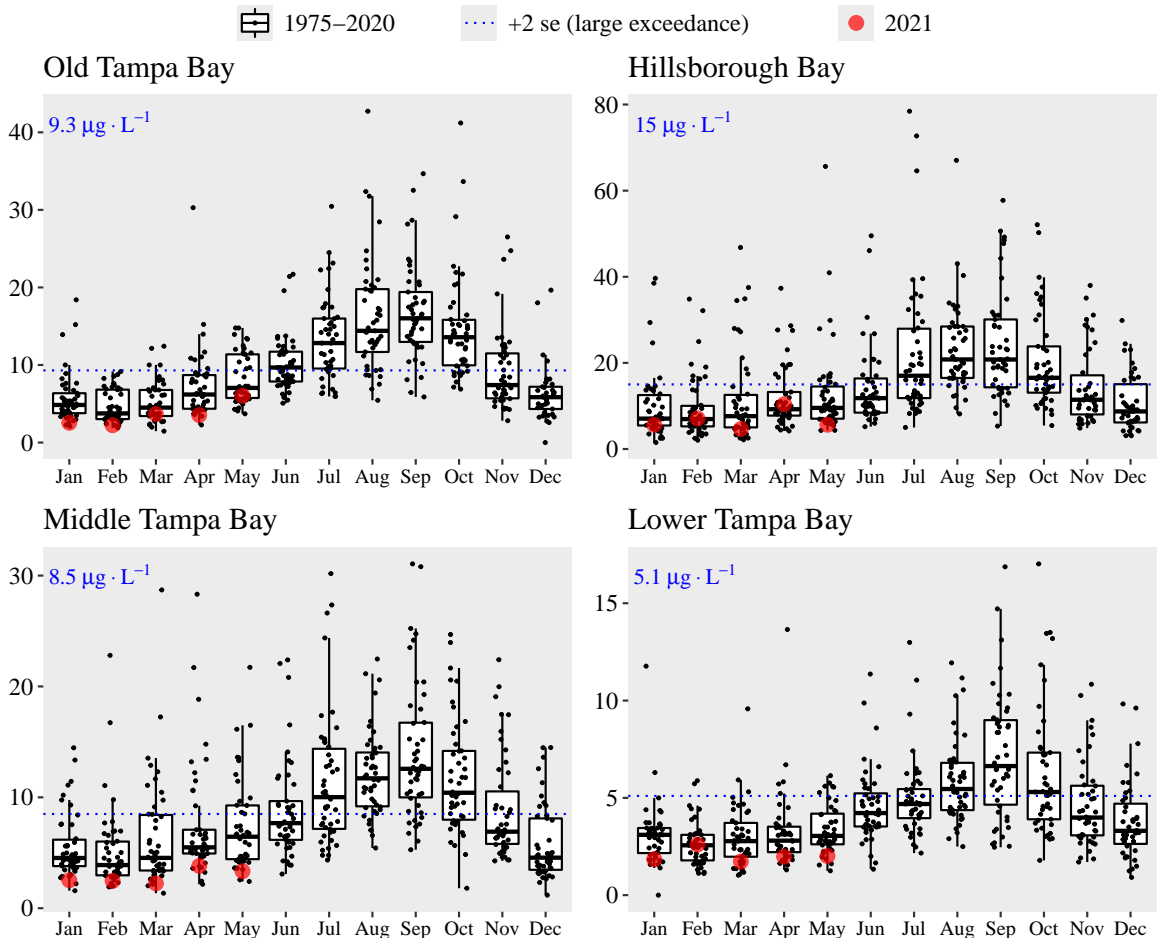 1975–2020 +2 se (large exceedance) 2021
Old Tampa Bay
9.3 μg · L⁻¹
40
30
20
10
0
Jan Feb Mar Apr May Jun Jul Aug Sep Oct Nov Dec
Hillsborough Bay
15 μg · L⁻¹
80
60
40
20
0
Jan Feb Mar Apr May Jun Jul Aug Sep Oct Nov Dec
Middle Tampa Bay
8.5 μg · L⁻¹
30
20
10
0
Jan Feb Mar Apr May Jun Jul Aug Sep Oct Nov Dec
Lower Tampa Bay
5.1 μg · L⁻¹
15
10
5
0
Jan Feb Mar Apr May Jun Jul Aug Sep Oct Nov Dec